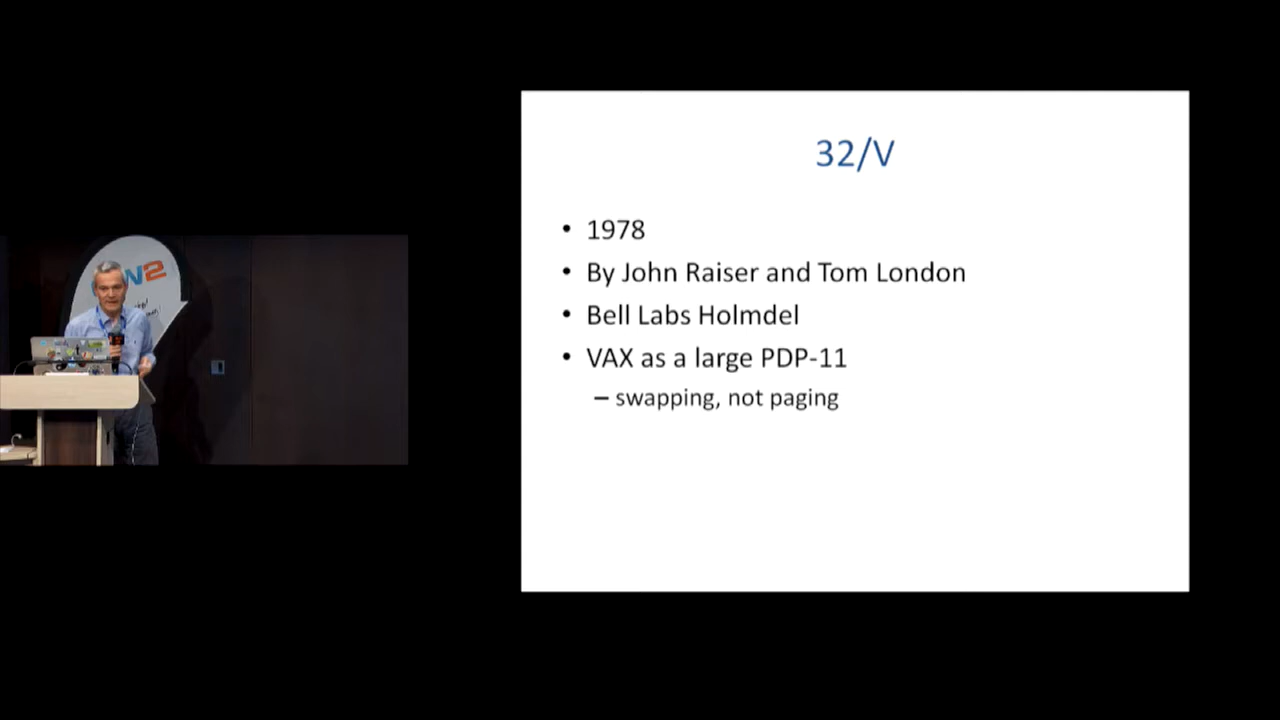 32/V
• 1978
• By John Raiser and Tom London
• Bell Labs Holmdel
• VAX as a large PDP-11
– swapping, not paging